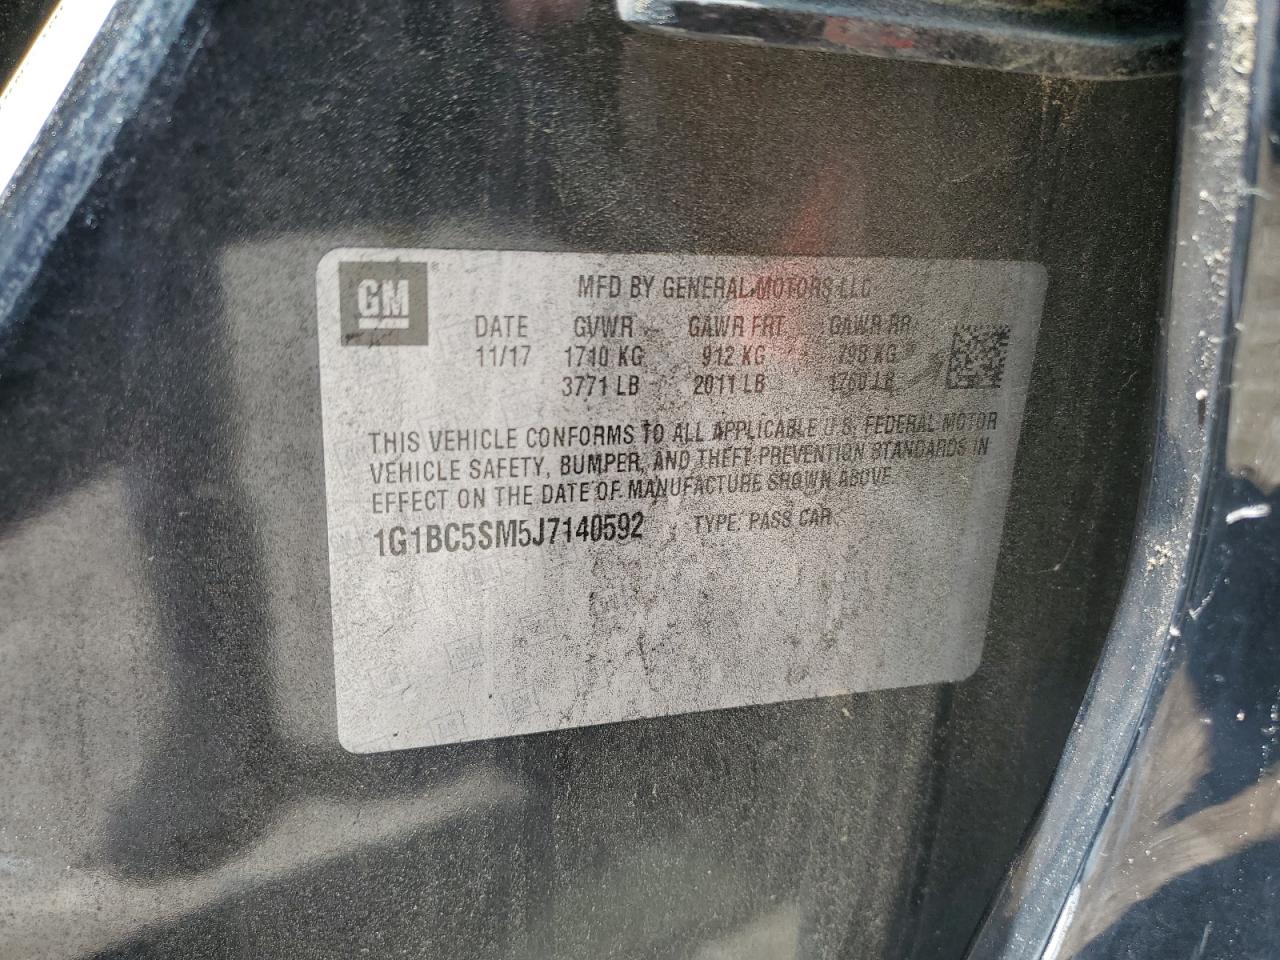 GM
MFD BY GENERAL MOTORS LLC
DATE GVWR GAWR FRT GAWR RR
11/17 1710 KG 912 KG 798 KG
3771 LB 2011 LB 1760 LB
THIS VEHICLE CONFORMS TO ALL APPLICABLE U.S. FEDERAL MOTOR
VEHICLE SAFETY, BUMPER, AND THEFT PREVENTION STANDARDS IN
EFFECT ON THE DATE OF MANUFACTURE SHOWN ABOVE.
1G1BC5SM5J7140592 TYPE: PASS CAR